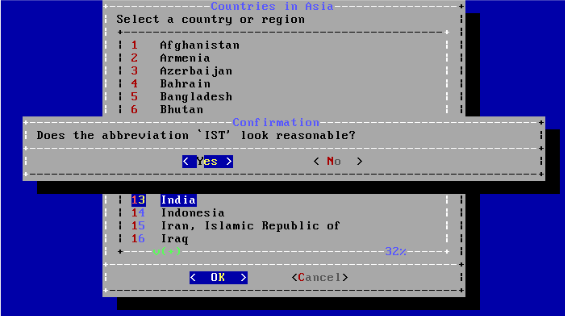 Countries in Asia
Select a country or region
1 Afghanistan
2 Armenia
3 Azerbaijan
4 Bahrain
5 Bangladesh
6 Bhutan
Confirmation
Does the abbreviation `IST' look reasonable?
< Yes > < No >
13 India
14 Indonesia
15 Iran, Islamic Republic of
16 Iraq
v(+) 32%
< OK > <Cancel>